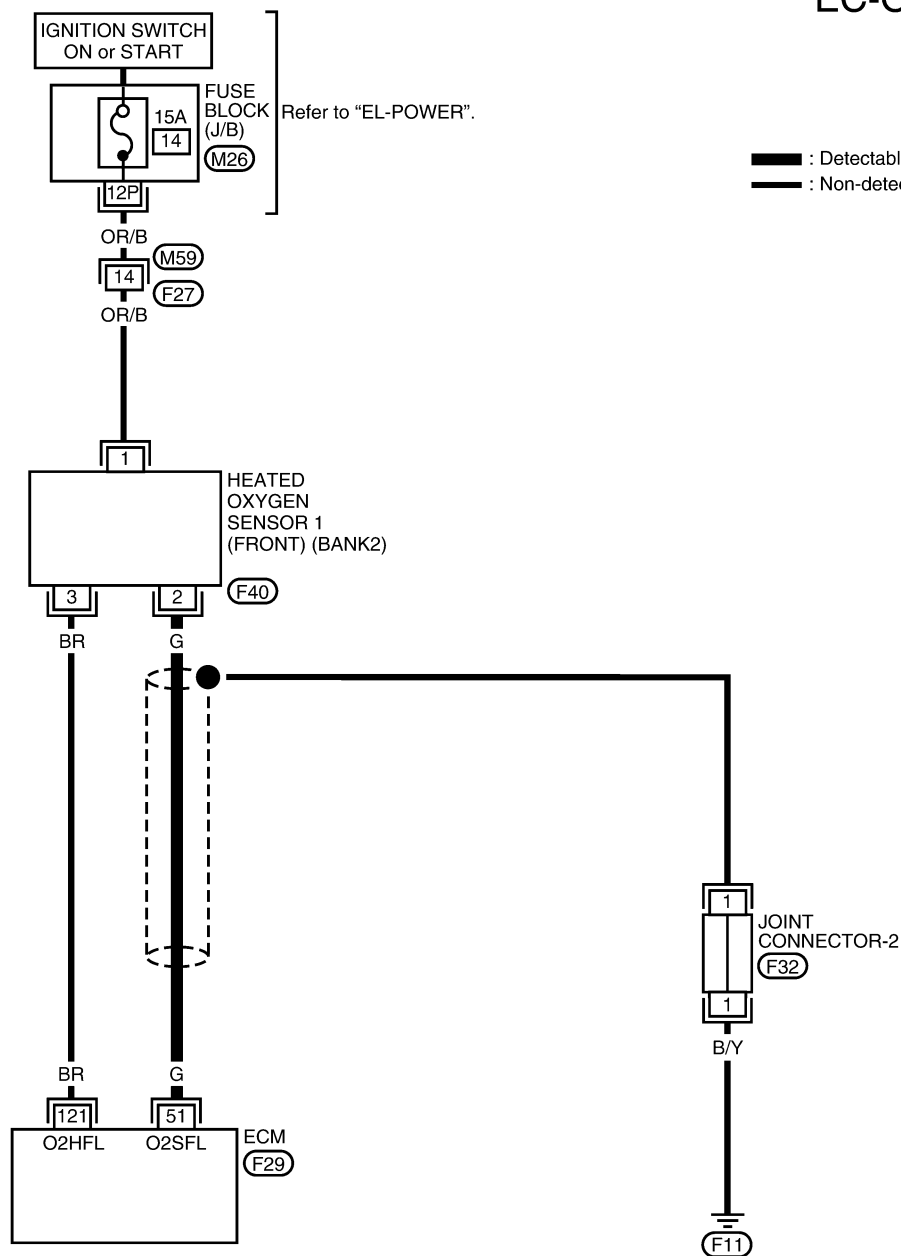 EC-O
IGNITION SWITCH
ON or START
FUSE
BLOCK
(J/B)
M26
15A
14
Refer to “EL-POWER”.
: Detectabl
: Non-detec
12P
OR/B
M59
14
F27
OR/B
1
HEATED
OXYGEN
SENSOR 1
(FRONT) (BANK2)
F40
3
2
BR
G
1
JOINT
CONNECTOR-2
F32
1
B/Y
BR
G
121
51
O2HFL
O2SFL
ECM
F29
F11